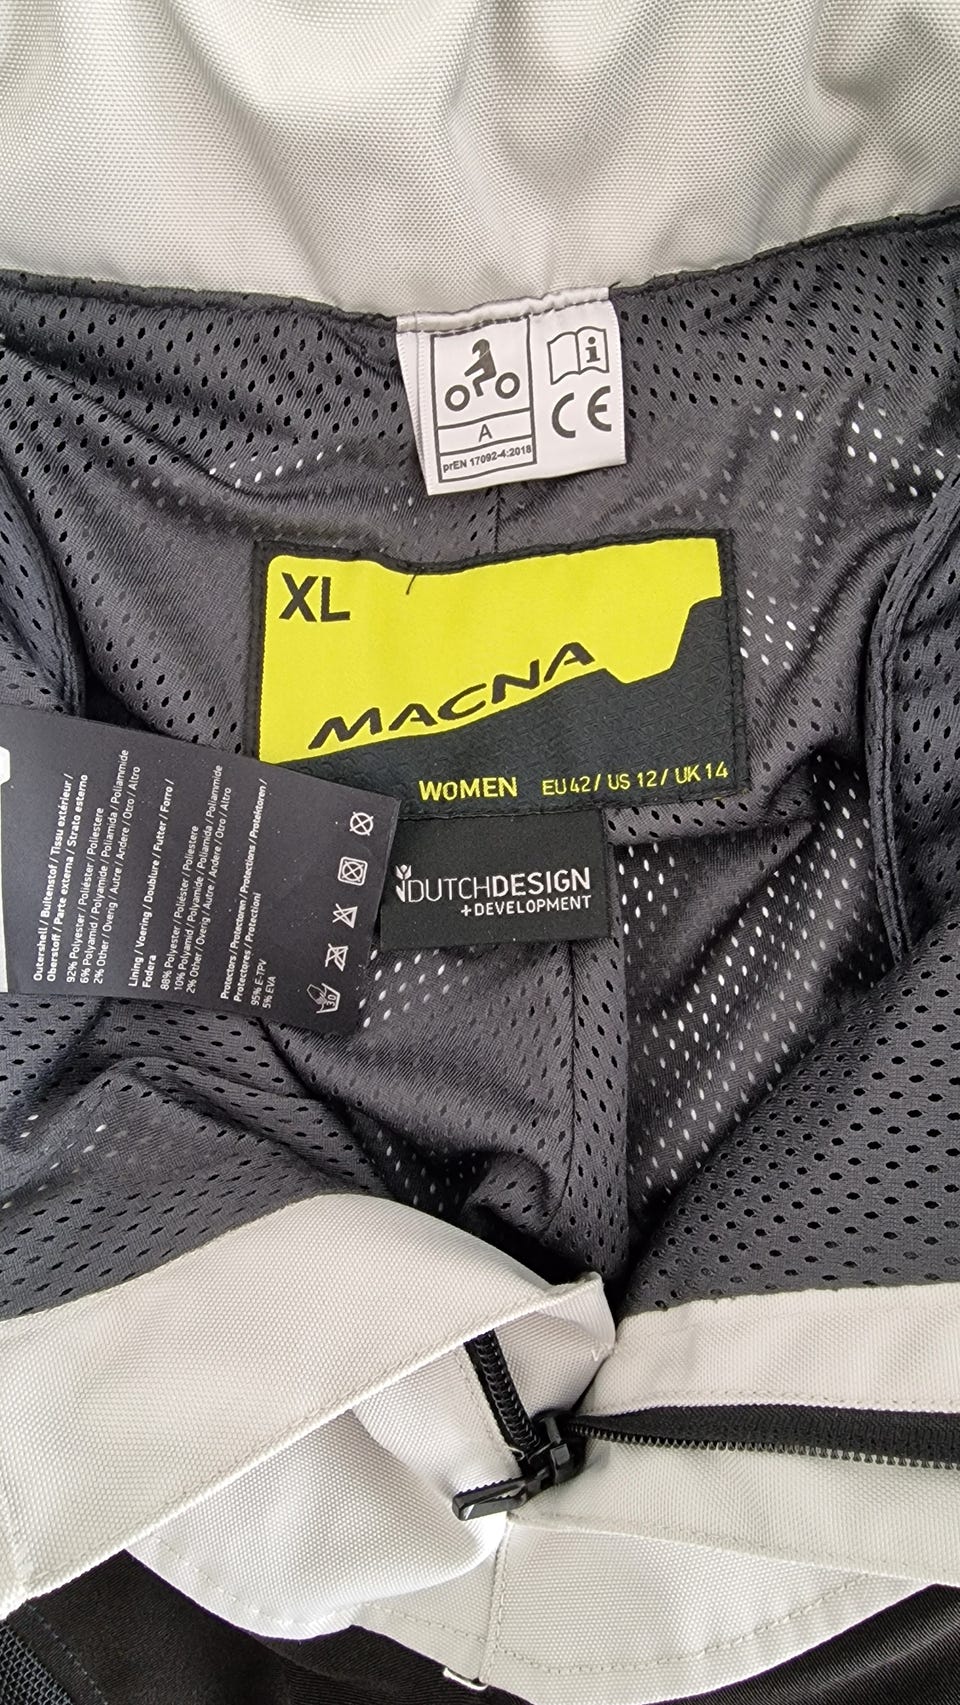 i
A
CE
prEN 17092-4:2018
XL
MACNA
WOMEN EU 42 / US 12 / UK 14
DUTCHDESIGN
+DEVELOPMENT
Outershell / Buitenstof / Tissu extérieur /
Oberstoff / Parte externa / Strato esterno
92% Polyester / Poliéster / Poliestere
6% Polyamid / Polyamide / Poliamida / Poliammide
2% Other / Overig / Autre / Andere / Otro / Altro
Lining / Voering / Doublure / Futter / Forro /
Fodera
88% Polyester / Poliéster / Poliestere
10% Polyamid / Polyamide / Poliamida / Poliammide
2% Other / Overig / Autre / Andere / Otro / Altro
Protectors / Protectoren / Protections / Protektoren /
Protectores / Protezioni
95% E-TPV
5% EVA
30